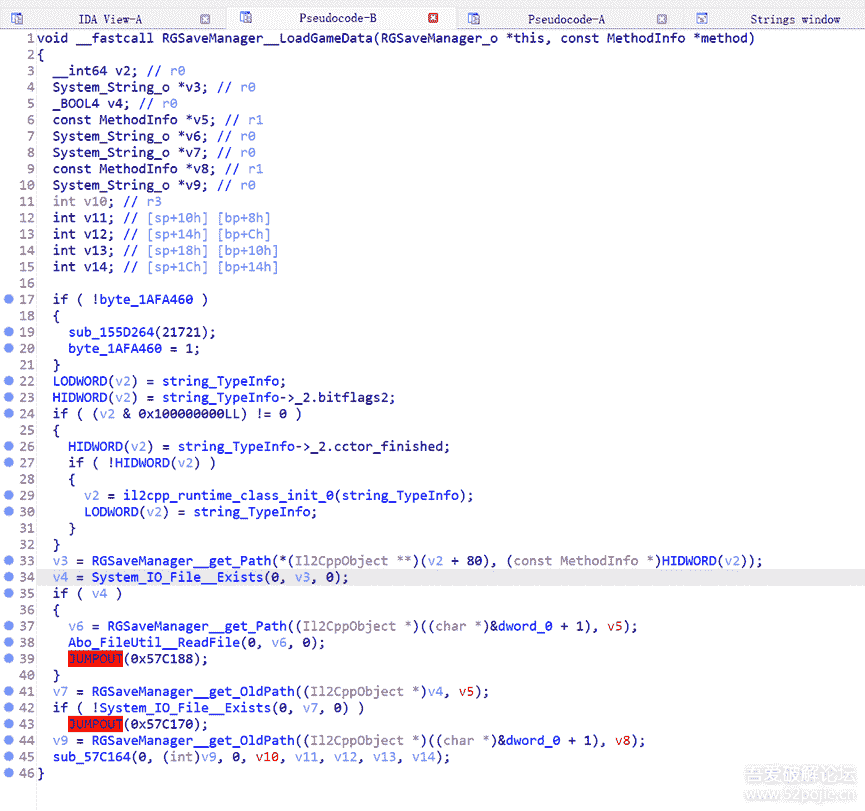 IDA View-A Pseudocode-B Pseudocode-A Strings window
1 void __fastcall RGSaveManager__LoadGameData(RGSaveManager_o *this, const MethodInfo *method)
2 {
3 __int64 v2; // r0
4 System_String_o *v3; // r0
5 _BOOL4 v4; // r0
6 const MethodInfo *v5; // r1
7 System_String_o *v6; // r0
8 System_String_o *v7; // r0
9 const MethodInfo *v8; // r1
10 System_String_o *v9; // r0
11 int v10; // r3
12 int v11; // [sp+10h] [bp+8h]
13 int v12; // [sp+14h] [bp+Ch]
14 int v13; // [sp+18h] [bp+10h]
15 int v14; // [sp+1Ch] [bp+14h]
16
17 if ( !byte_1AFA460 )
18 {
19 sub_155D264(21721);
20 byte_1AFA460 = 1;
21 }
22 LODWORD(v2) = string_TypeInfo;
23 HIDWORD(v2) = string_TypeInfo->_2.bitflags2;
24 if ( (v2 & 0x100000000LL) != 0 )
25 {
26 HIDWORD(v2) = string_TypeInfo->_2.cctor_finished;
27 if ( !HIDWORD(v2) )
28 {
29 v2 = il2cpp_runtime_class_init_0(string_TypeInfo);
30 LODWORD(v2) = string_TypeInfo;
31 }
32 }
33 v3 = RGSaveManager__get_Path(*(Il2CppObject **)(v2 + 80), (const MethodInfo *)HIDWORD(v2));
34 v4 = System_IO_File__Exists(0, v3, 0);
35 if ( v4 )
36 {
37 v6 = RGSaveManager__get_Path((Il2CppObject *)((char *)&dword_0 + 1), v5);
38 Abo_FileUtil__ReadFile(0, v6, 0);
39 JUMPOUT(0x57C188);
40 }
41 v7 = RGSaveManager__get_OldPath((Il2CppObject *)v4, v5);
42 if ( !System_IO_File__Exists(0, v7, 0) )
43 JUMPOUT(0x57C170);
44 v9 = RGSaveManager__get_OldPath((Il2CppObject *)((char *)&dword_0 + 1), v8);
45 sub_57C164(0, (int)v9, 0, v10, v11, v12, v13, v14);
46 }
吾爱破解论坛
www.52pojie.cn